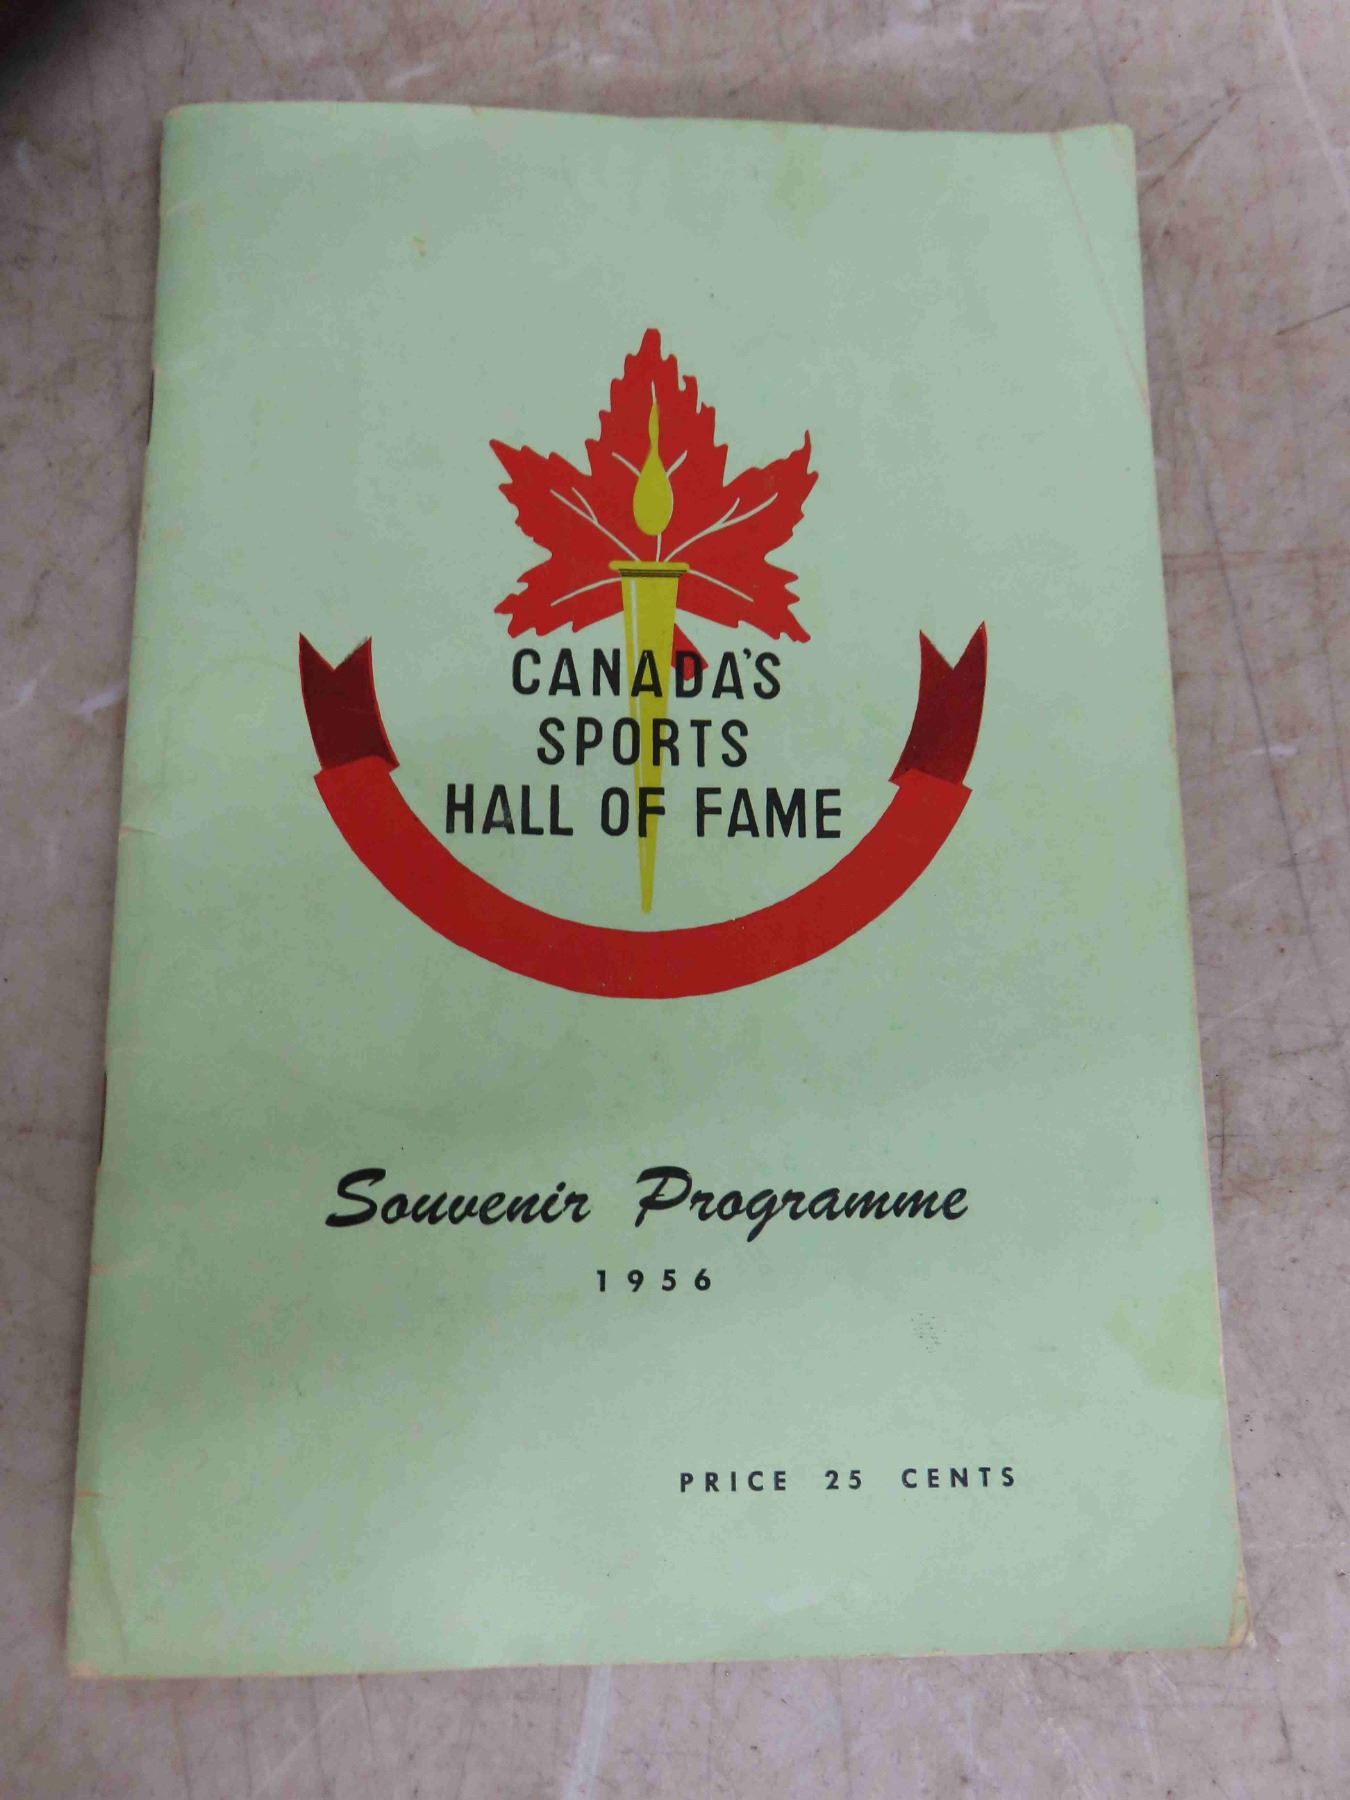 CANADA'S
SPORTS
HALL OF FAME
Souvenir Programme
1956
PRICE 25 CENTS